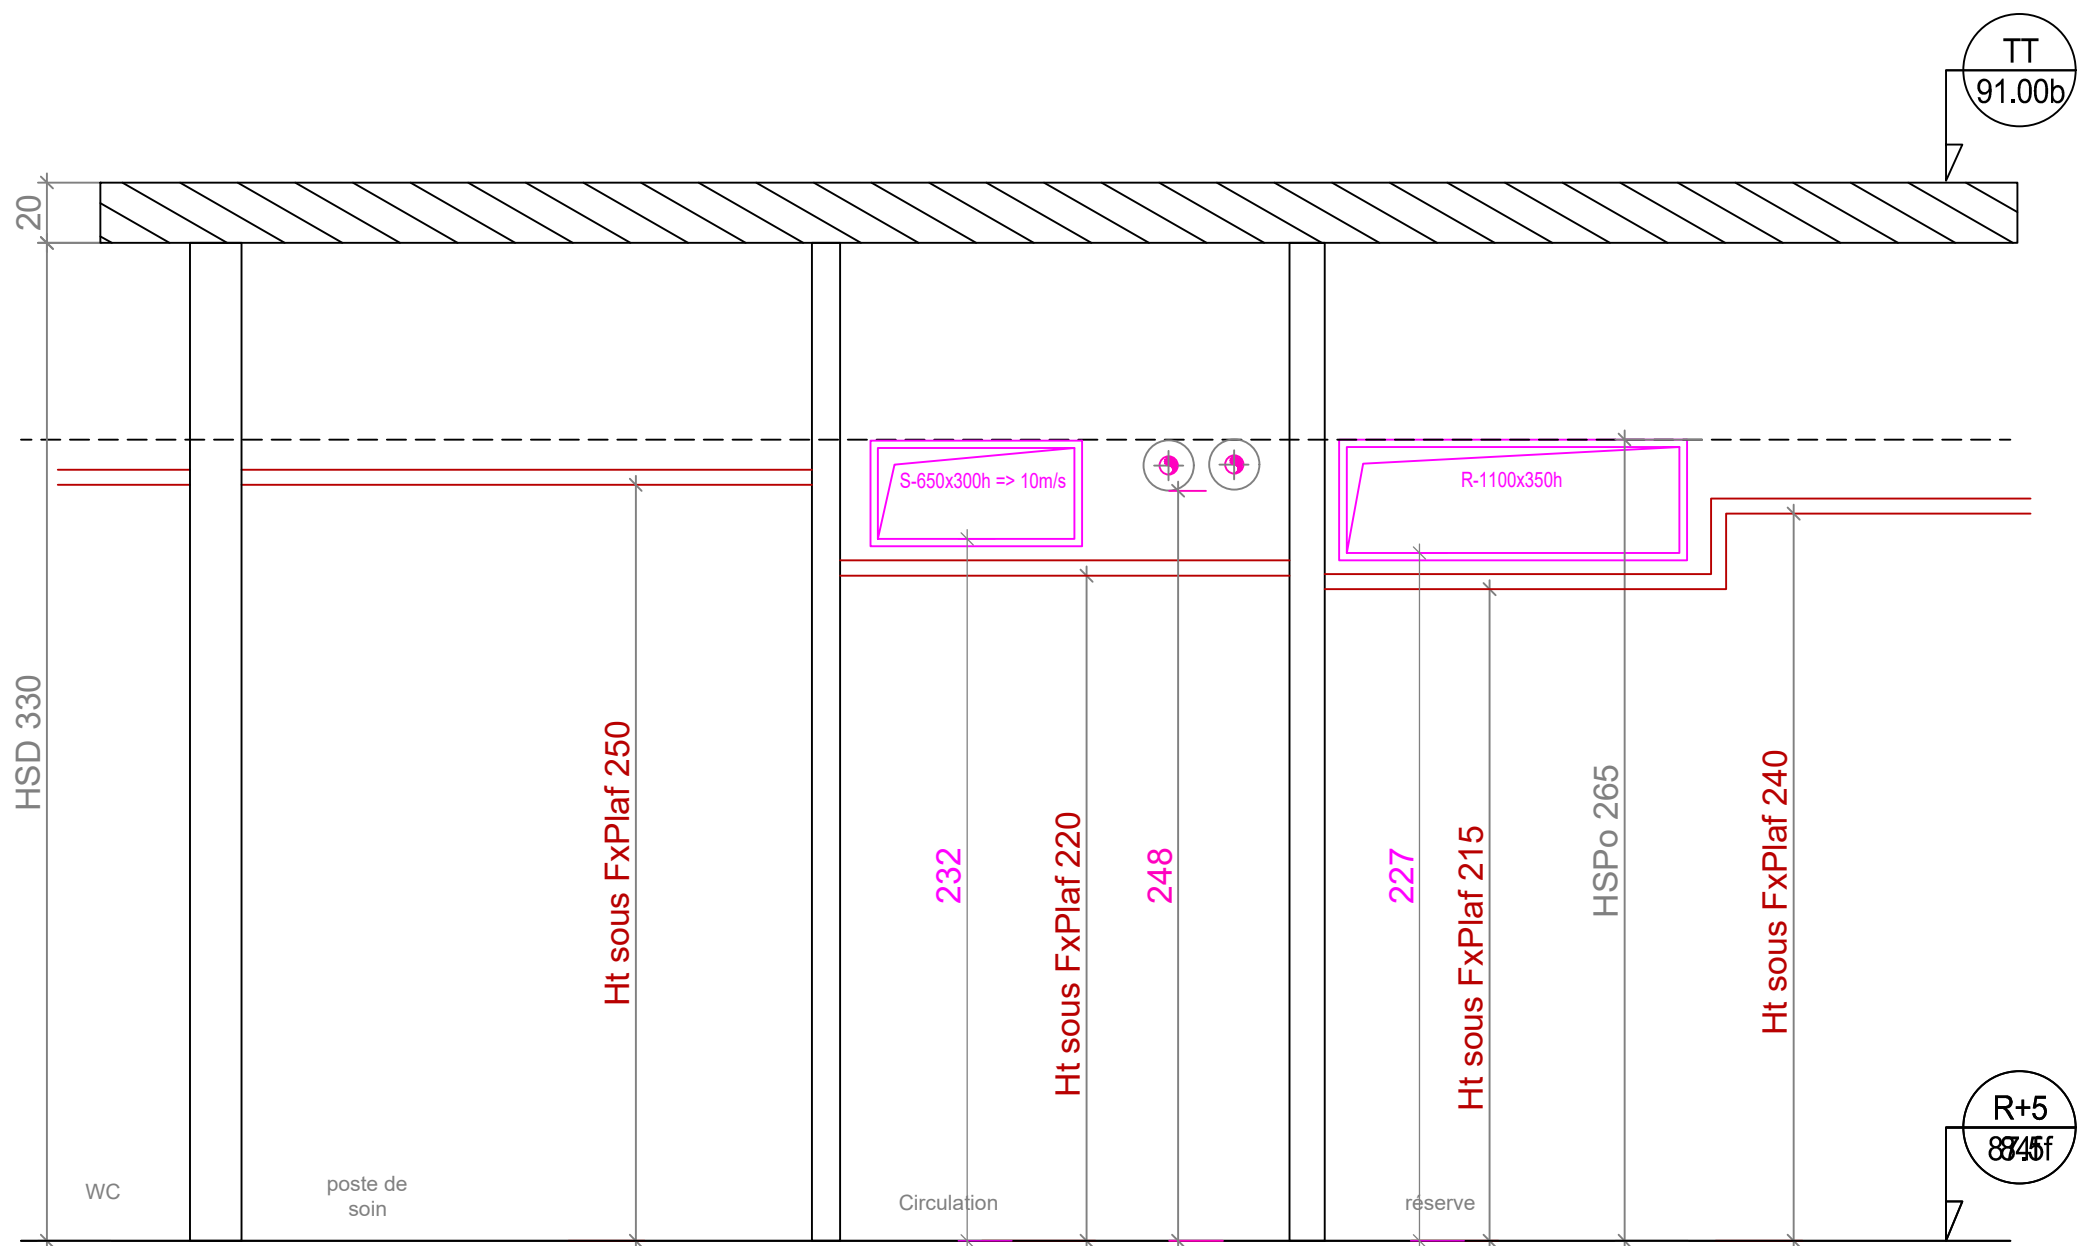 TT
91.00b
20
S-650x300h => 10m/s
R-1100x350h
HSD 330
Ht sous FxPlaf 250
232
Ht sous FxPlaf 220
248
227
Ht sous FxPlaf 215
HSPo 265
Ht sous FxPlaf 240
R+5
WC
poste de
soin
Circulation
réserve